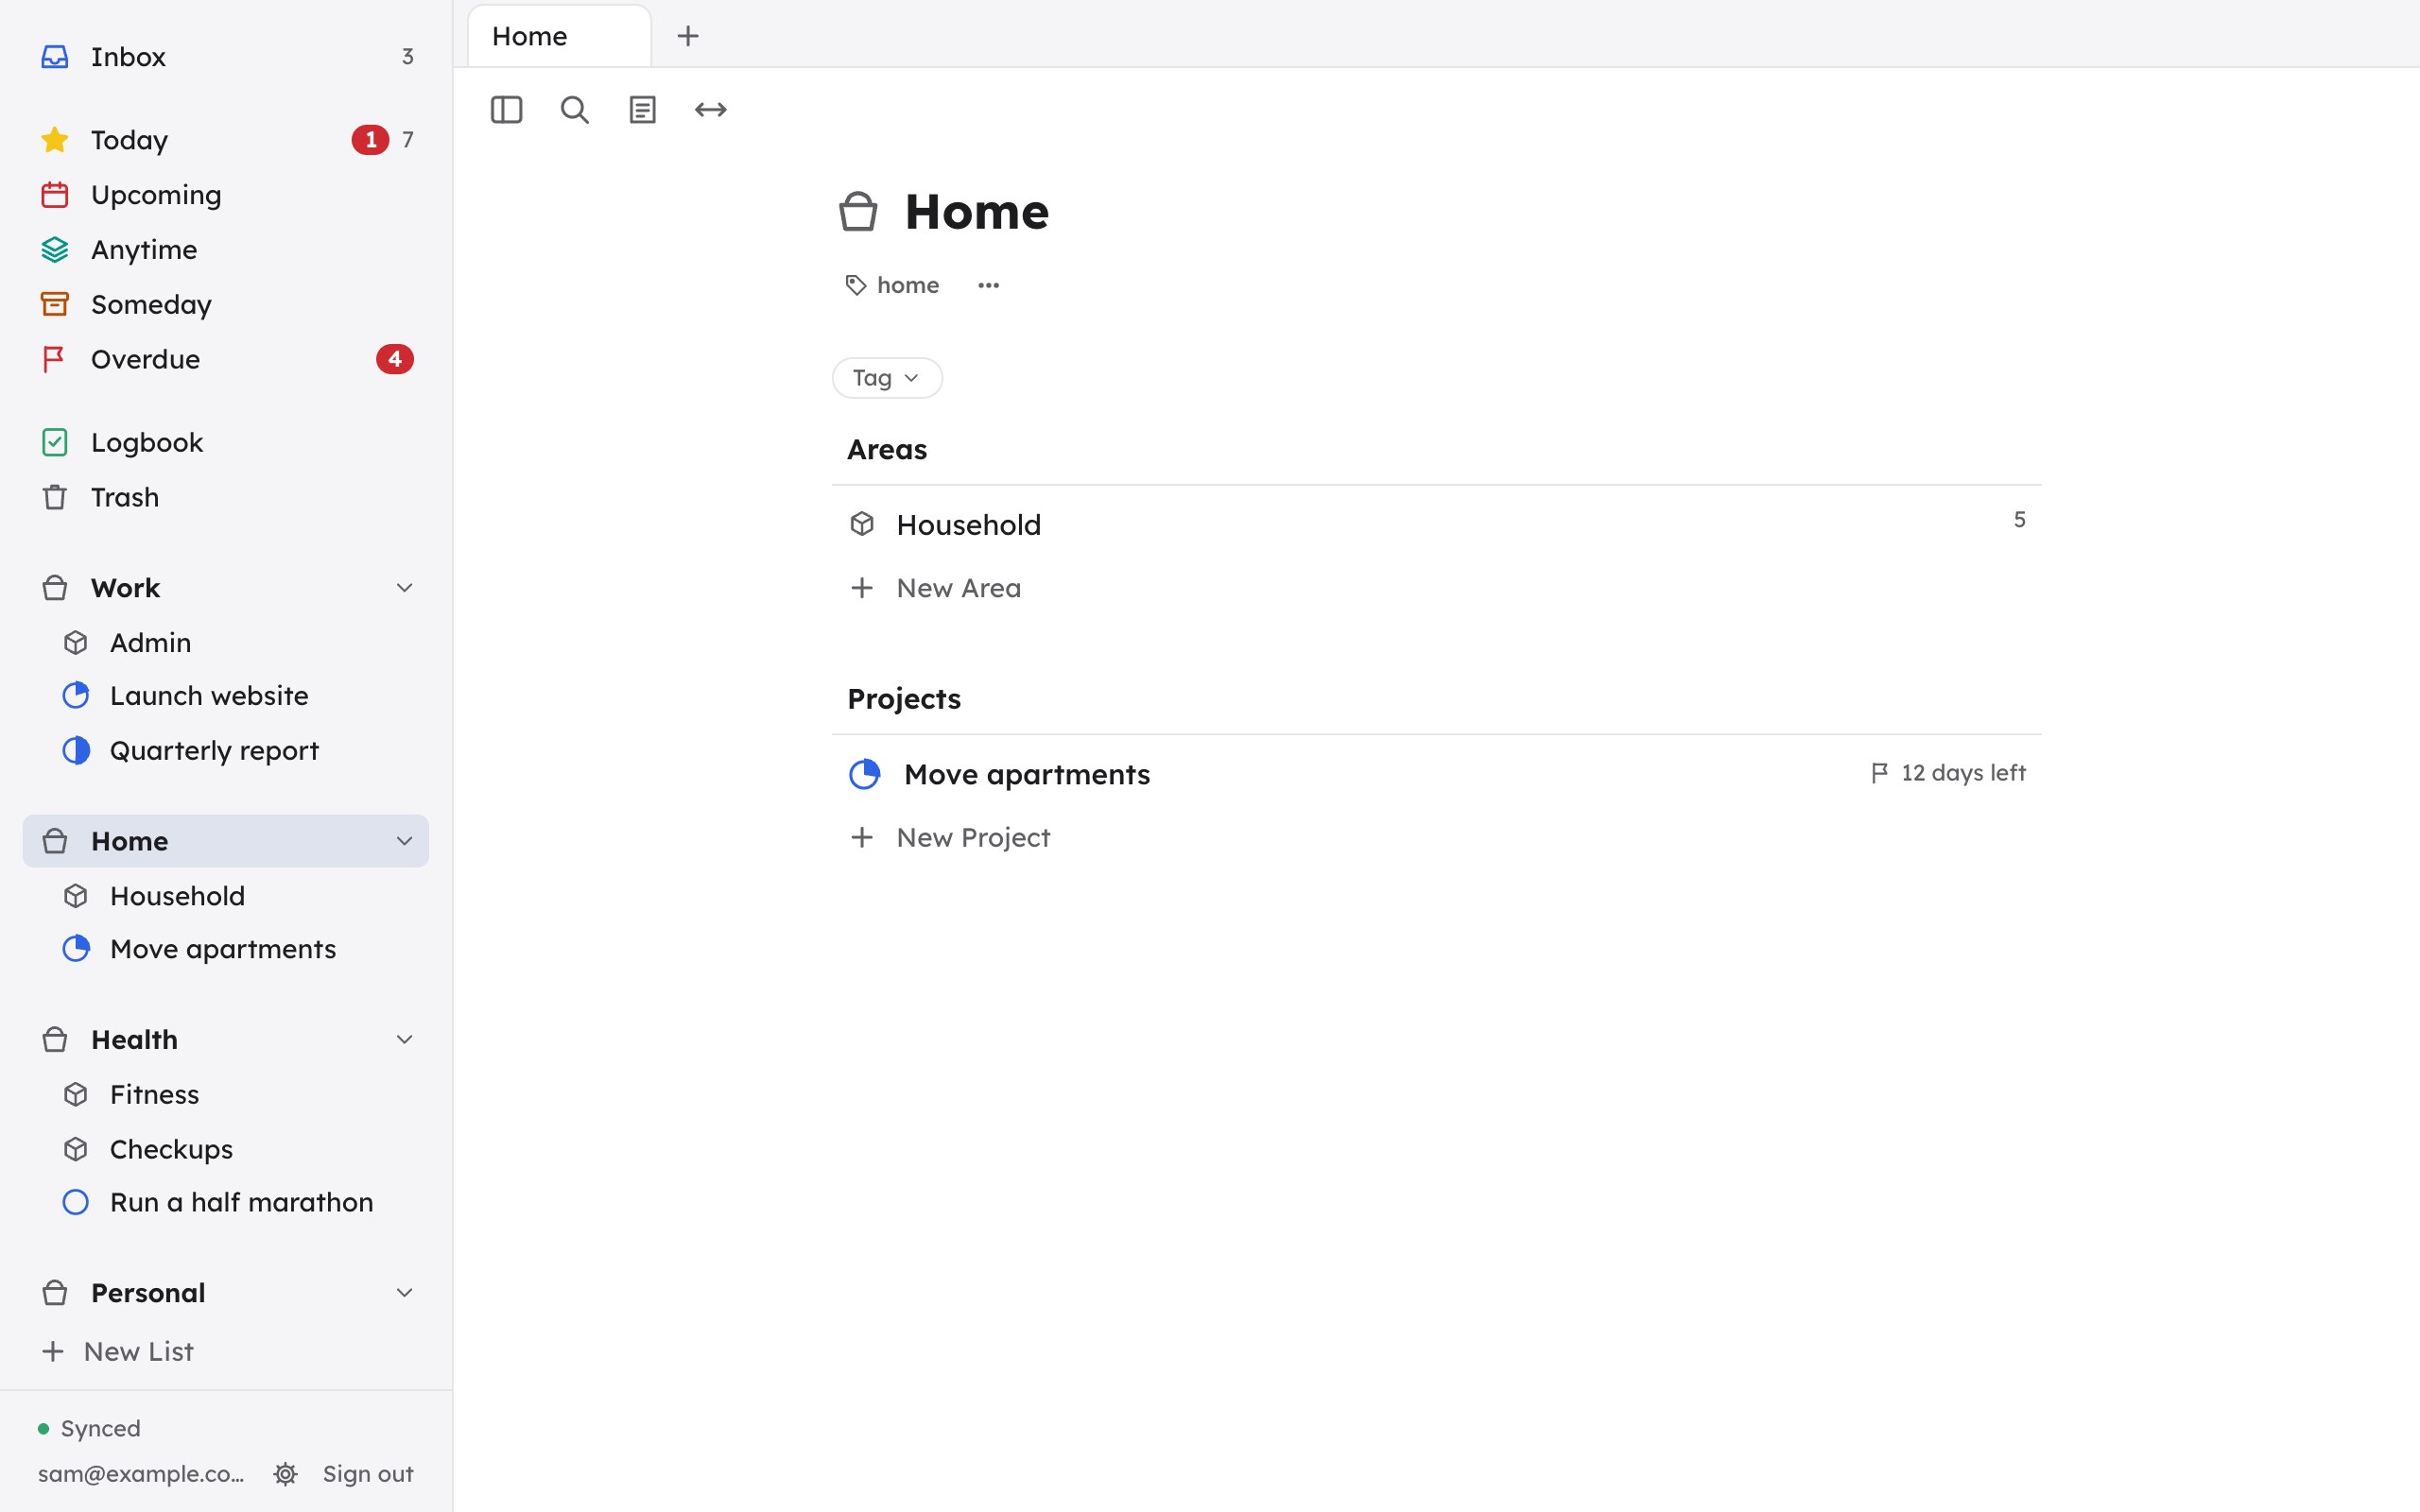 Inbox 3
Today 1 7
Upcoming
Anytime
Someday
Overdue 4
Logbook
Trash
Work
Admin
Launch website
Quarterly report
Home
Household
Move apartments
Health
Fitness
Checkups
Run a half marathon
Personal
New List
Synced
sam@example.co... Sign out
Home
Home
home
Tag
Areas
Household 5
New Area
Projects
Move apartments 12 days left
New Project